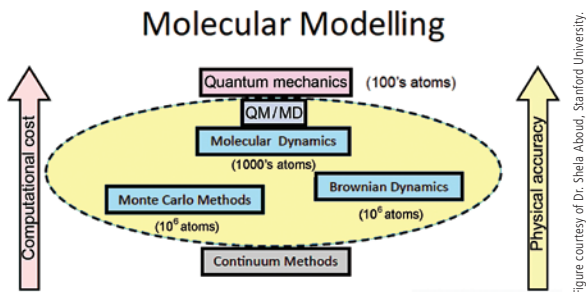 Molecular Modelling
Computational cost
Quantum mechanics (100's atoms)
QM/MD
Molecular Dynamics
(1000's atoms)
Monte Carlo Methods
(10⁶ atoms)
Brownian Dynamics
(10⁶ atoms)
Continuum Methods
Physical accuracy
Figure courtesy of Dr. Shela Aboud, Stanford University.